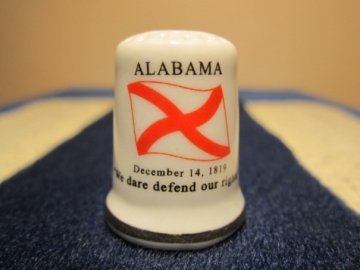 ALABAMA
December 14, 1819
We dare defend our rights